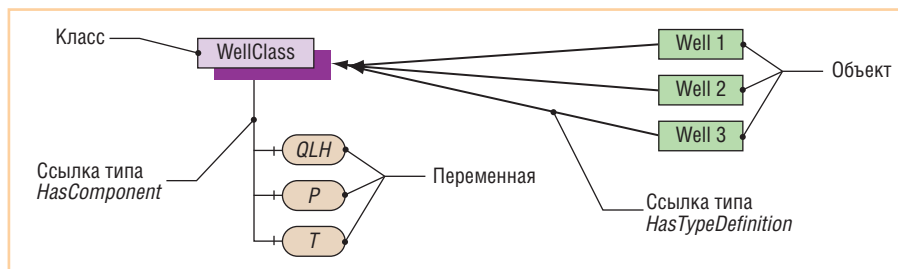 Класс
WellClass
Well 1
Well 2
Well 3
Объект
Ссылка типа
HasComponent
QLH
P
T
Переменная
Ссылка типа
HasTypeDefinition